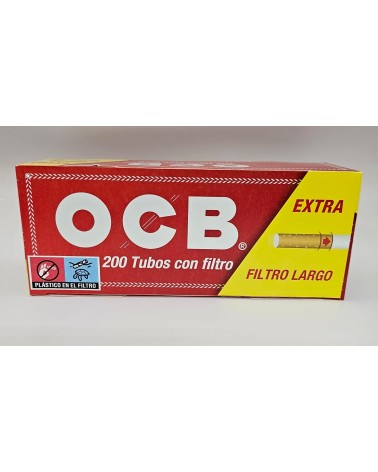 OCB®
200 Tubos con filtro
EXTRA
FILTRO LARGO
PLÁSTICO EN EL FILTRO